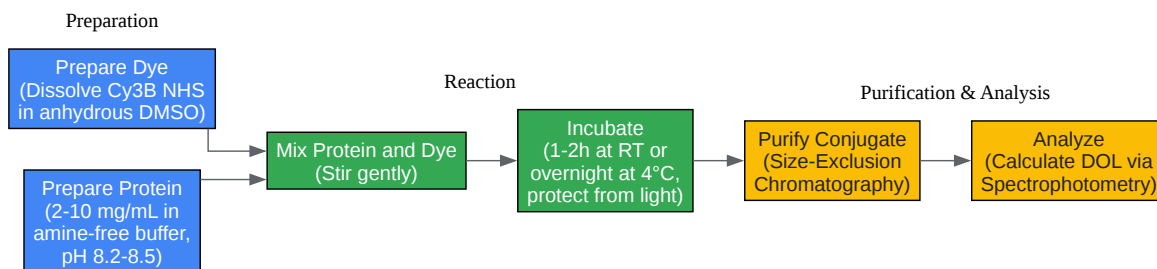 Preparation
Prepare Dye
(Dissolve Cy3B NHS
in anhydrous DMSO)
Prepare Protein
(2-10 mg/mL in
amine-free buffer,
pH 8.2-8.5)
Reaction
Mix Protein and Dye
(Stir gently)
Incubate
(1-2h at RT or
overnight at 4°C,
protect from light)
Purification & Analysis
Purify Conjugate
(Size-Exclusion
Chromatography)
Analyze
(Calculate DOL via
Spectrophotometry)